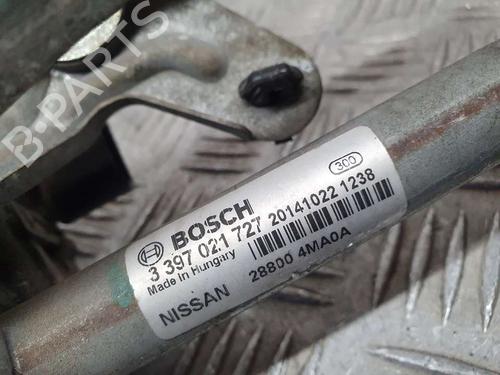 B-PARTS
300
BOSCH
3 397 021 727 20141022 1238
Made in Hungary
NISSAN 28800 4MA0A